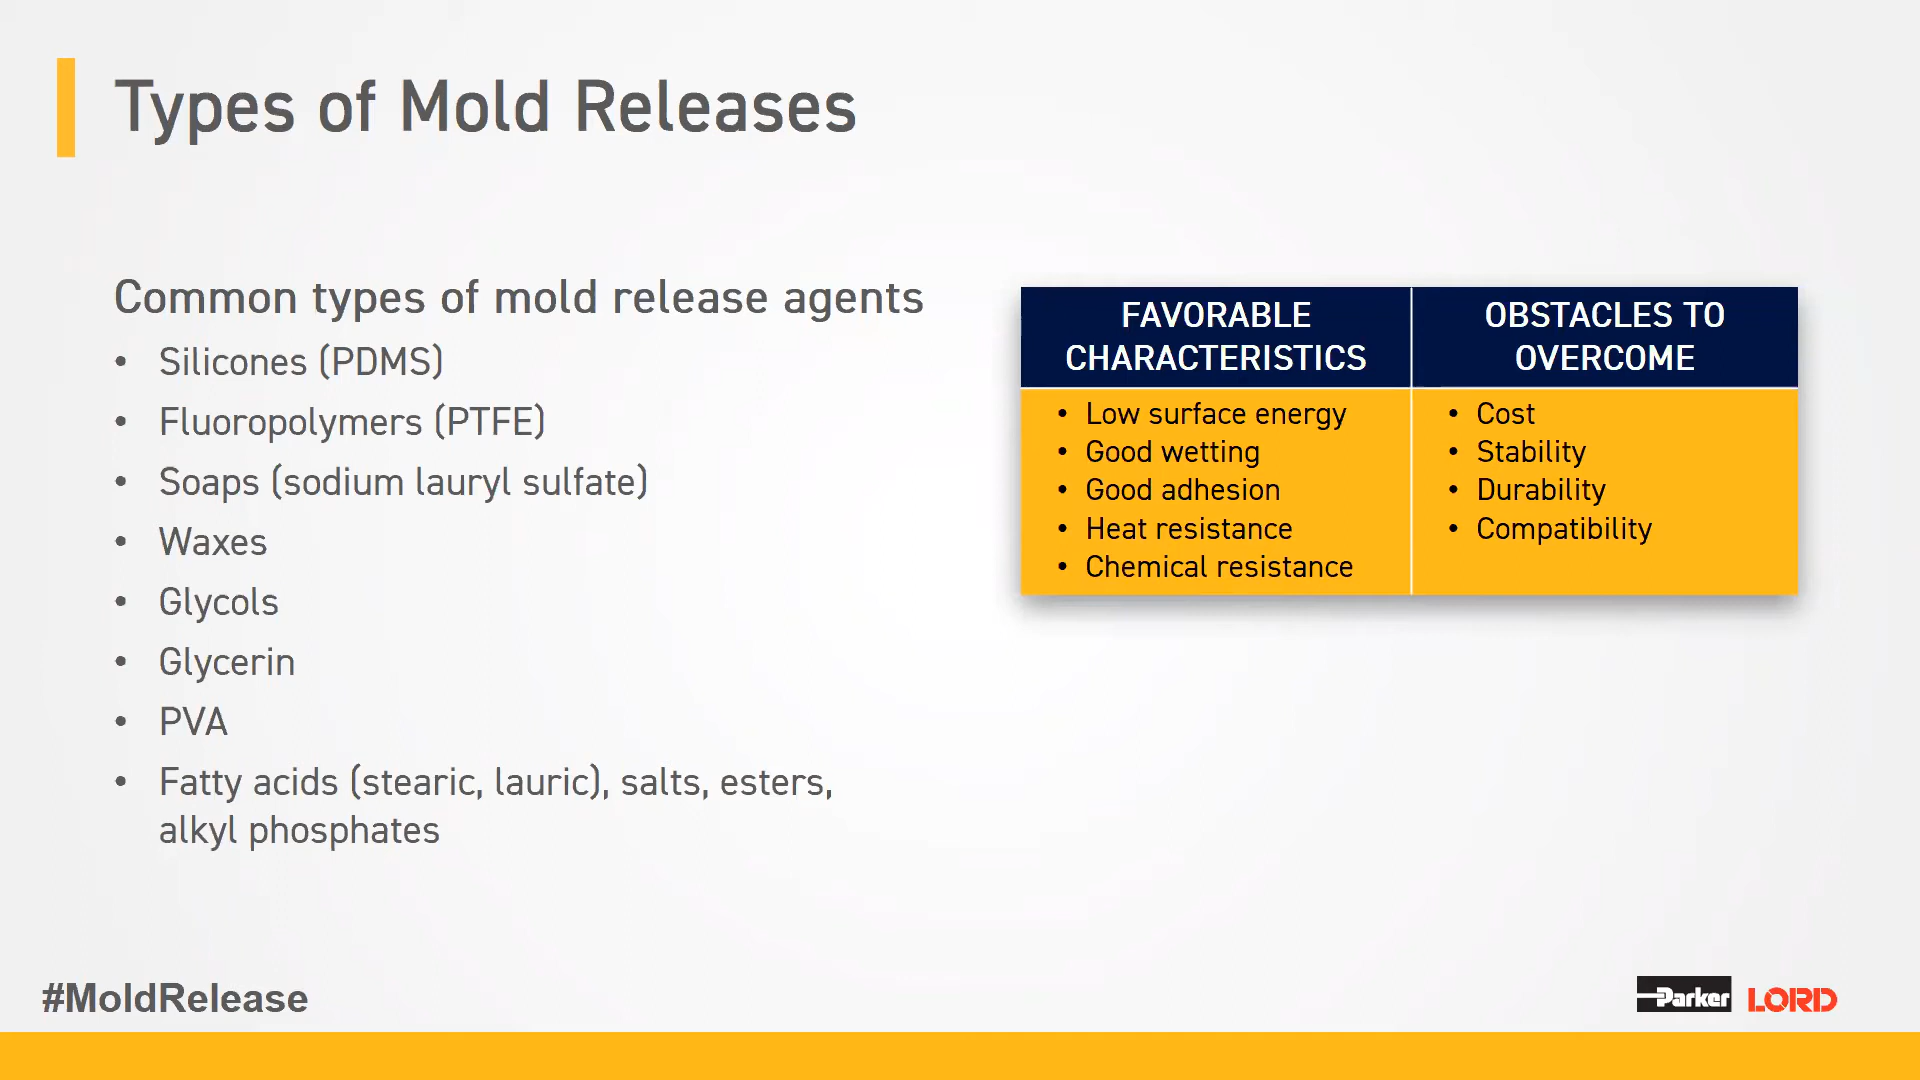 Types of Mold Releases
Common types of mold release agents
• Silicones (PDMS)
• Fluoropolymers (PTFE)
• Soaps (sodium lauryl sulfate)
• Waxes
• Glycols
• Glycerin
• PVA
• Fatty acids (stearic, lauric), salts, esters,
alkyl phosphates
FAVORABLE
CHARACTERISTICS
• Low surface energy
• Good wetting
• Good adhesion
• Heat resistance
• Chemical resistance
OBSTACLES TO
OVERCOME
• Cost
• Stability
• Durability
• Compatibility
#MoldRelease
Parker LORD